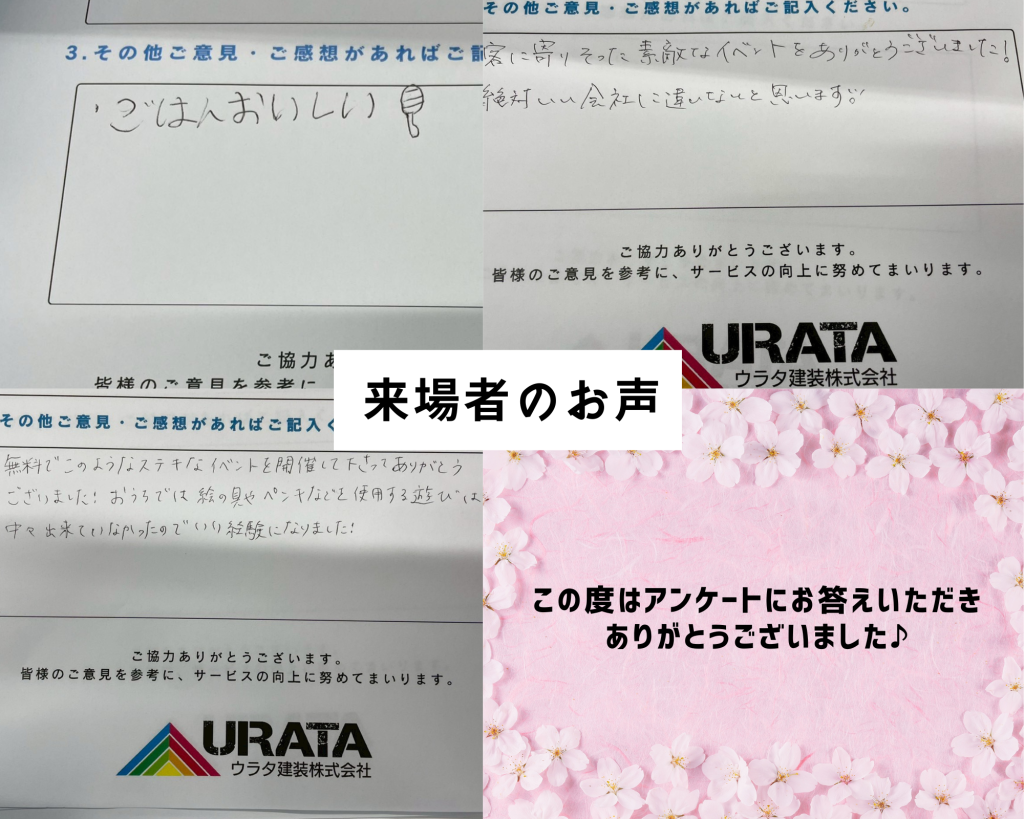 3.その他ご意見・ご感想があればご記
・ごはんおいしい!
ご協力あ
皆様のご意見を参考に、
その他ご意見・ご感想があればご記入ください。
客に寄りそった素敵なイベントをありがとうございました!
絶対いい会社に違いないと思います
ご協力ありがとうございます。
皆様のご意見を参考に、サービスの向上に努めてまいります。
URATA
ウラタ建装株式会社
来場者のお声
その他ご意見・ご感想があればご記入く
無料でこのようなステキなイベントを開催して下さってありがとう
ございました!おうちでは絵の具やペンキなどを使用する遊びは
中々出来ていなかったのでいい経験になりました!
ご協力ありがとうございます。
皆様のご意見を参考に、サービスの向上に努めてまいります。
URATA
ウラタ建装株式会社
この度はアンケートにお答えいただき
ありがとうございました♪